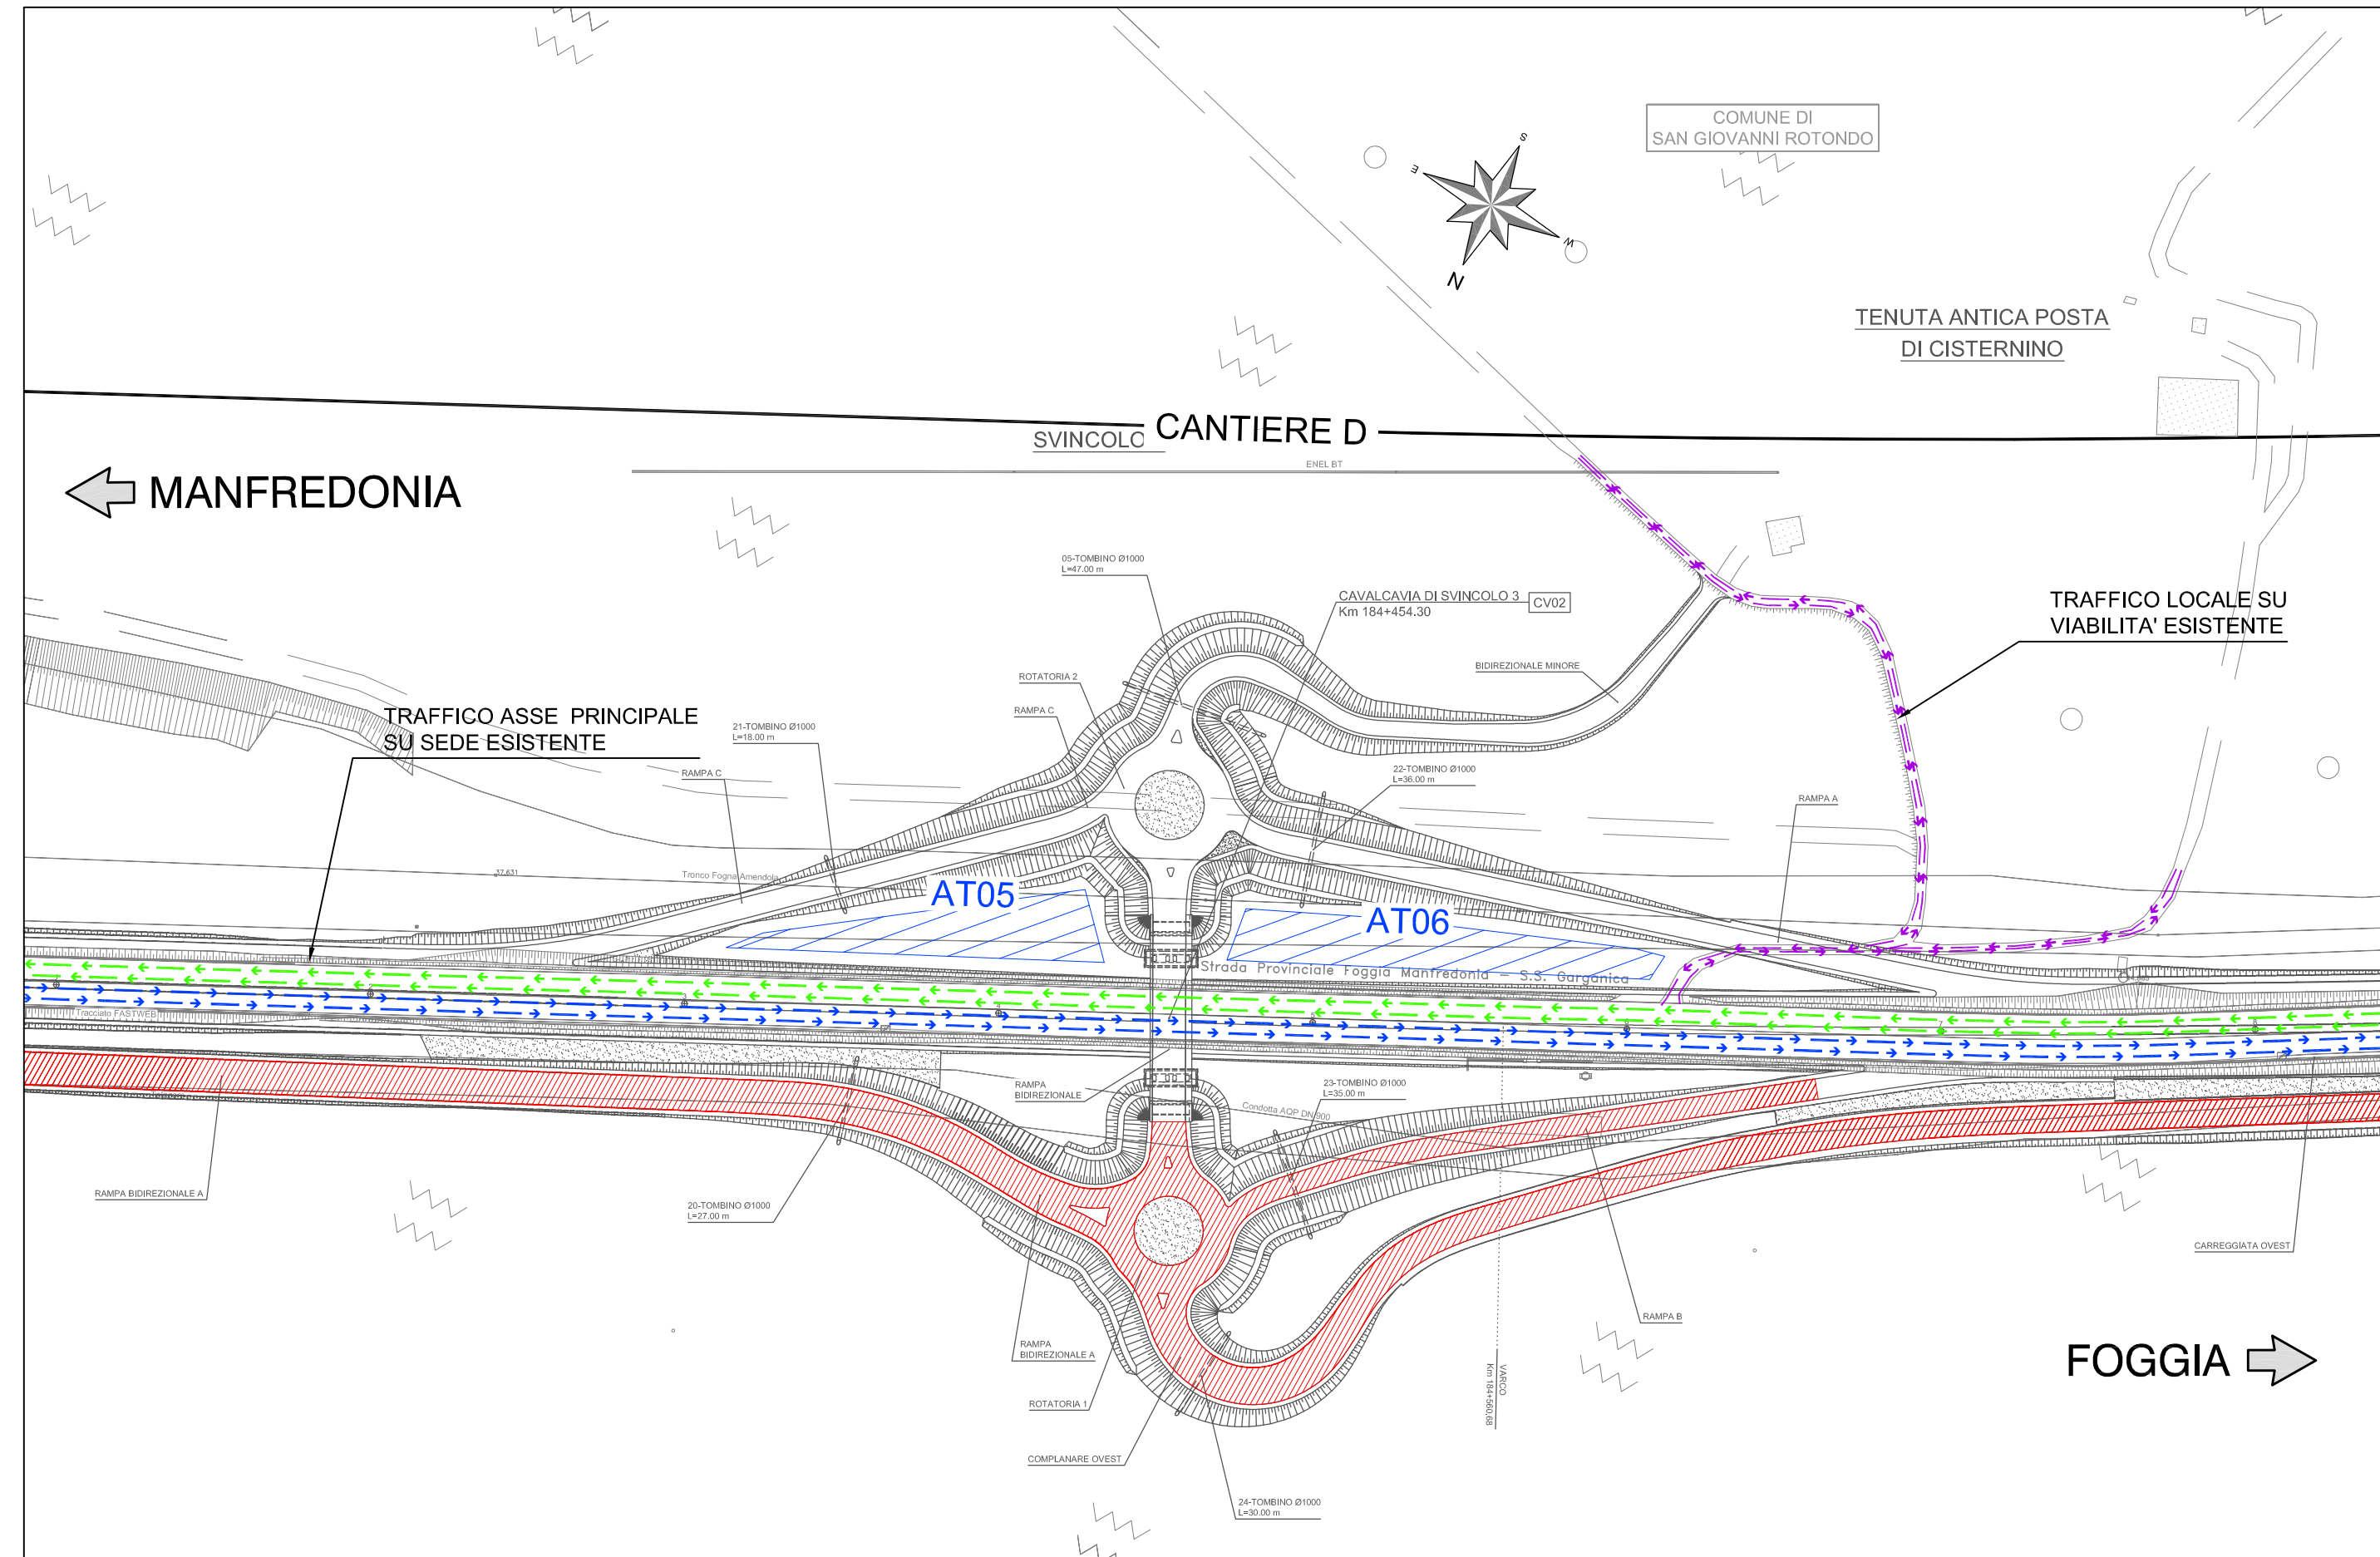 COMUNE DI
SAN GIOVANNI ROTONDO
S
E
W
N
TENUTA ANTICA POSTA
DI CISTERNINO
SVINCOLO
CANTIERE D
ENEL BT
MANFREDONIA
05-TOMBINO Ø1000
L=47.00 m
CAVALCAVIA DI SVINCOLO 3
Km 184+454.30
CV02
TRAFFICO LOCALE SU
VIABILITA' ESISTENTE
BIDIREZIONALE MINORE
ROTATORIA 2
RAMPA C
TRAFFICO ASSE PRINCIPALE
SU SEDE ESISTENTE
21-TOMBINO Ø1000
L=18.00 m
RAMPA C
22-TOMBINO Ø1000
L=36.00 m
RAMPA A
37.631
Tronco Fogna Amendola
AT05
AT06
Strada Provinciale Foggia Manfredonia - S.S. Garganica
Tracciato FASTWEB
RAMPA
BIDIREZIONALE
23-TOMBINO Ø1000
L=35.00 m
Condotta AQP DN 900
RAMPA BIDIREZIONALE A
20-TOMBINO Ø1000
L=27.00 m
CARREGGIATA OVEST
RAMPA B
RAMPA
BIDIREZIONALE A
VARCO
Km 184+560,68
FOGGIA
ROTATORIA 1
COMPLANARE OVEST
24-TOMBINO Ø1000
L=30.00 m